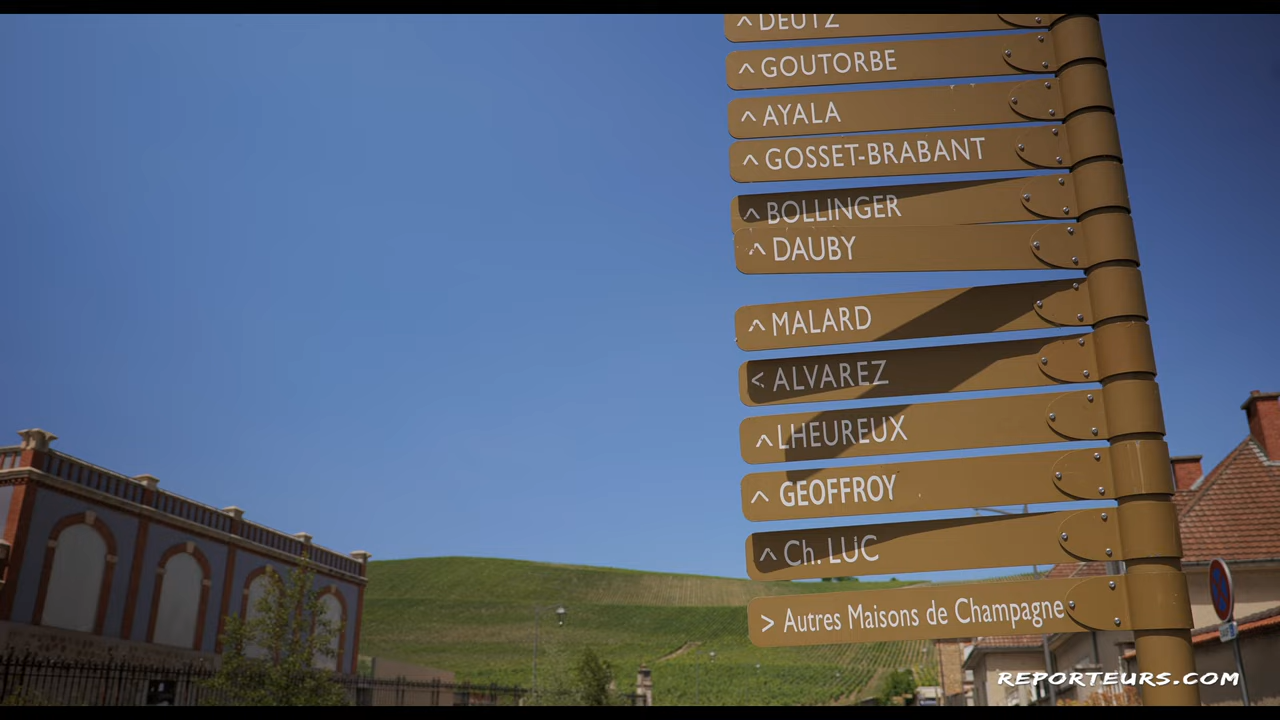 ^ DEUTZ
^ GOUTORBE
^ AYALA
^ GOSSET-BRABANT
^ BOLLINGER
^ DAUBY
^ MALARD
< ALVAREZ
^ LHEUREUX
^ GEOFFROY
^ Ch. LUC
> Autres Maisons de Champagne
REPORTEURS.COM